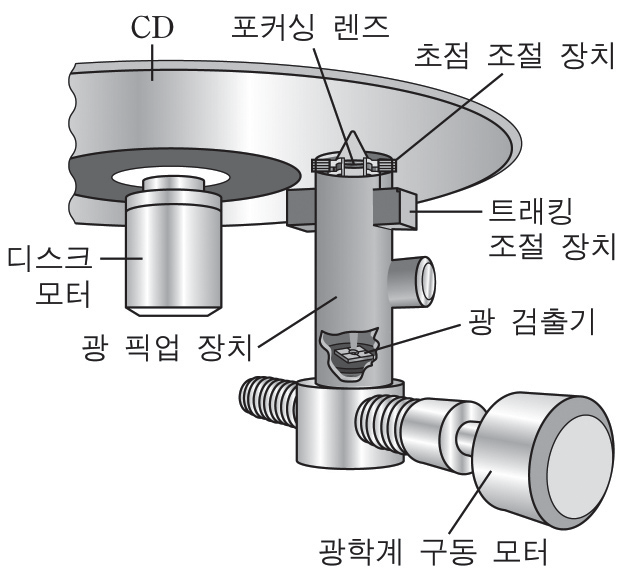 CD
포커싱 렌즈
초점 조절 장치
트래킹
조절 장치
디스크
모터
광 픽업 장치
광 검출기
광학계 구동 모터